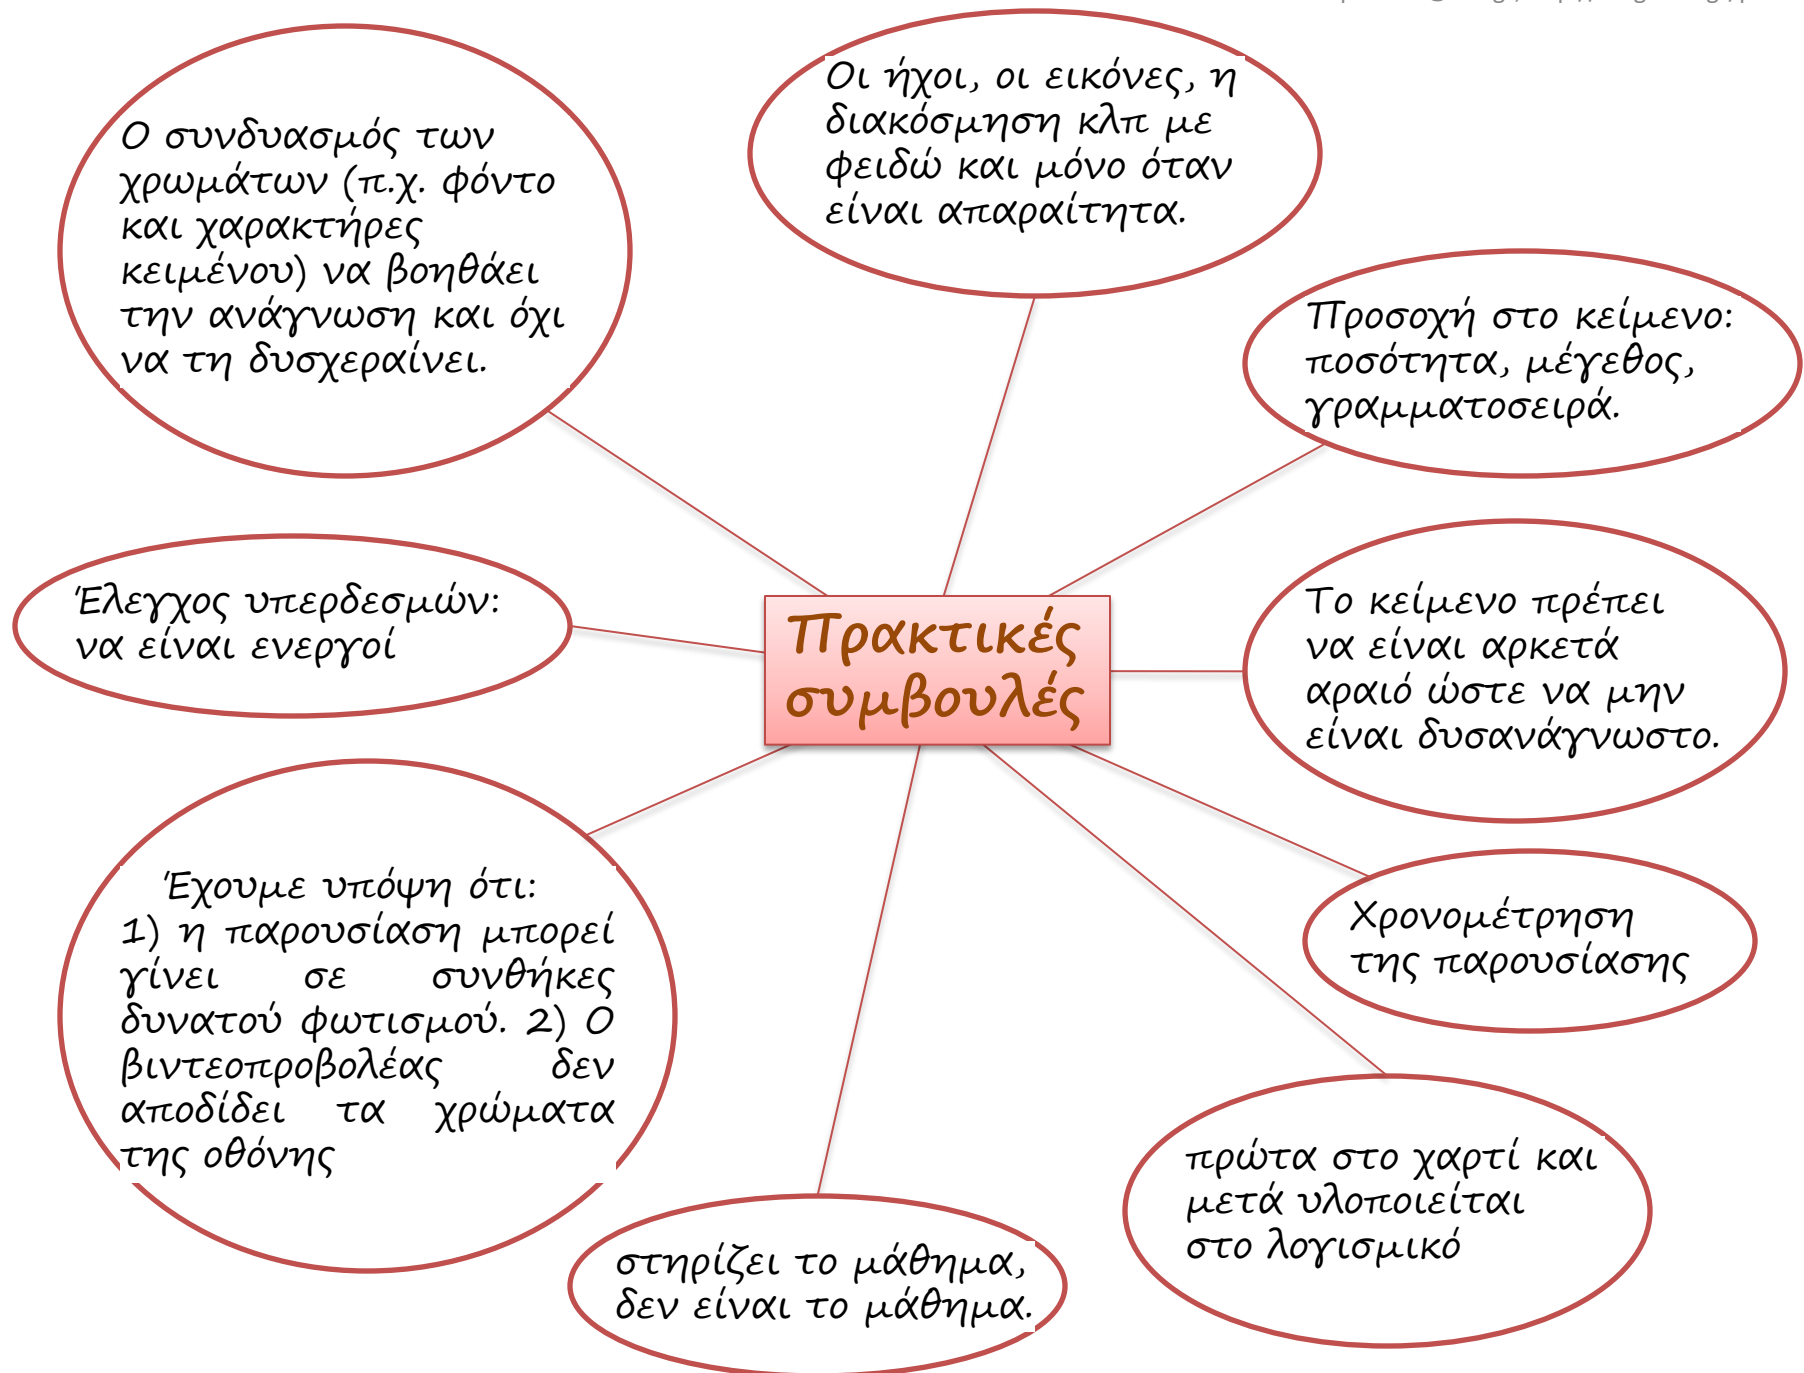 Ο συνδυασμός των
χρωμάτων (π.χ. φόντο
και χαρακτήρες
κειμένου) να βοηθάει
την ανάγνωση και όχι
να τη δυσχεραίνει.
Οι ήχοι, οι εικόνες, η
διακόσμηση κλπ με
φειδώ και μόνο όταν
είναι απαραίτητα.
Προσοχή στο κείμενο:
ποσότητα, μέγεθος,
γραμματοσειρά.
Έλεγχος υπερδεσμών:
να είναι ενεργοί
Πρακτικές
συμβουλές
Το κείμενο πρέπει
να είναι αρκετά
αραιό ώστε να μην
είναι δυσανάγνωστο.
Έχουμε υπόψη ότι:
1) η παρουσίαση μπορεί
γίνει σε συνθήκες
δυνατού φωτισμού. 2) Ο
βιντεοπροβολέας δεν
αποδίδει τα χρώματα
της οθόνης
Χρονομέτρηση
της παρουσίασης
πρώτα στο χαρτί και
μετά υλοποιείται
στο λογισμικό
στηρίζει το μάθημα,
δεν είναι το μάθημα.